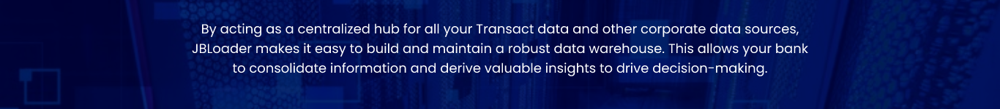 By acting as a centralized hub for all your Transact data and other corporate data sources,
JBLoader makes it easy to build and maintain a robust data warehouse. This allows your bank
to consolidate information and derive valuable insights to drive decision-making.